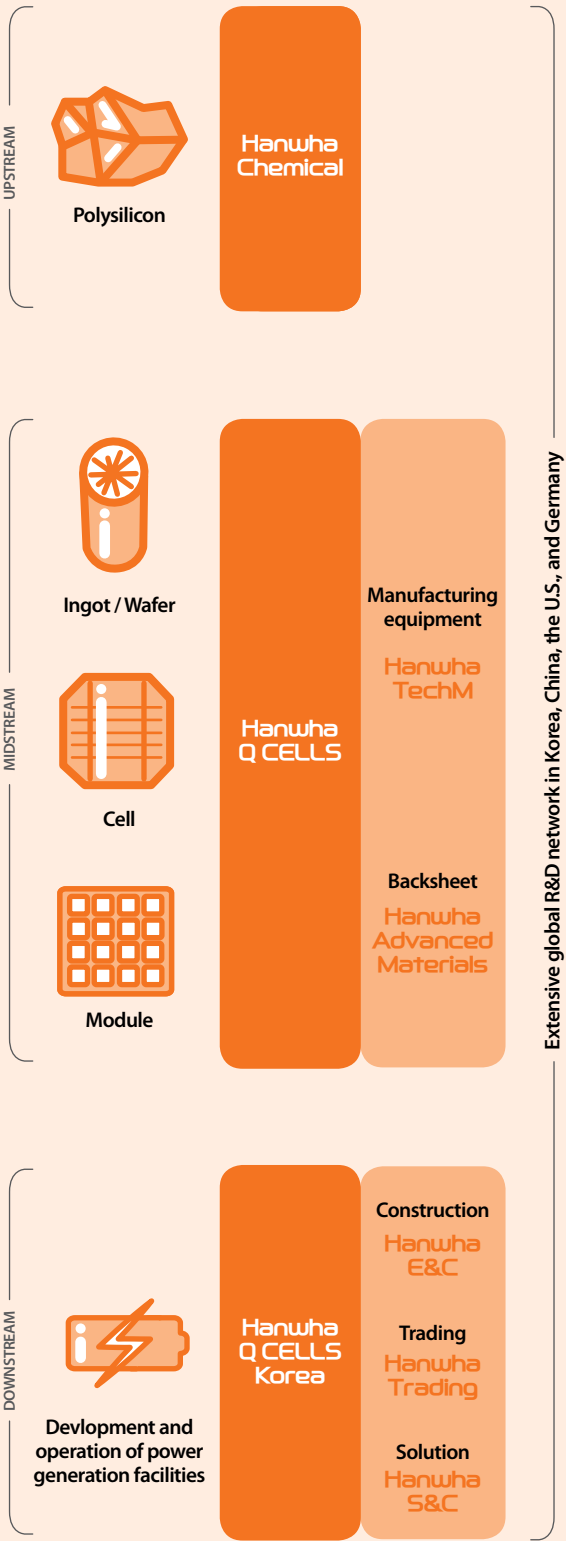 UPSTREAM
Polysilicon
Hanwha
Chemical
MIDSTREAM
Ingot / Wafer
Cell
Module
Hanwha
Q CELLS
Manufacturing
equipment
Hanwha
TechM
Backsheet
Hanwha
Advanced
Materials
DOWNSTREAM
Devlopment and
operation of power
generation facilities
Hanwha
Q CELLS
Korea
Construction
Hanwha
E&C
Trading
Hanwha
Trading
Solution
Hanwha
S&C
Extensive global R&D network in Korea, China, the U.S., and Germany